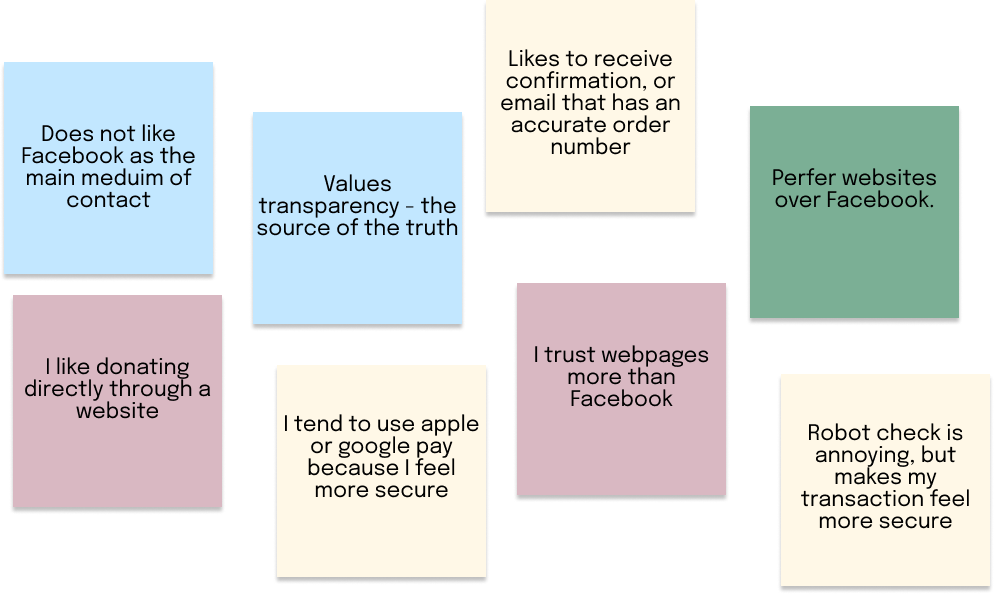 Does not like
Facebook as the
main meduim of
contact
Values
transparency - the
source of the truth
Likes to receive
confirmation, or
email that has an
accurate order
number
Perfer websites
over Facebook.
I like donating
directly through a
website
I tend to use apple
or google pay
because I feel
more secure
I trust webpages
more than
Facebook
Robot check is
annoying, but
makes my
transaction feel
more secure